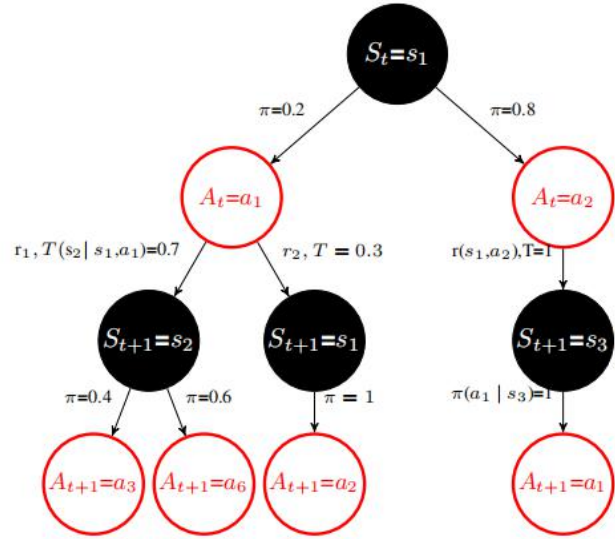 S_t=s_1
π=0.2 π=0.8
A_t=a_1 A_t=a_2
r_1, T(s_2| s_1,a_1)=0.7 r_2, T = 0.3 r(s_1,a_2),T=1
S_{t+1}=s_2 S_{t+1}=s_1 S_{t+1}=s_3
π=0.4 π=0.6 π = 1 π(a_1 | s_3)=1
A_{t+1}=a_3 A_{t+1}=a_6 A_{t+1}=a_2 A_{t+1}=a_1